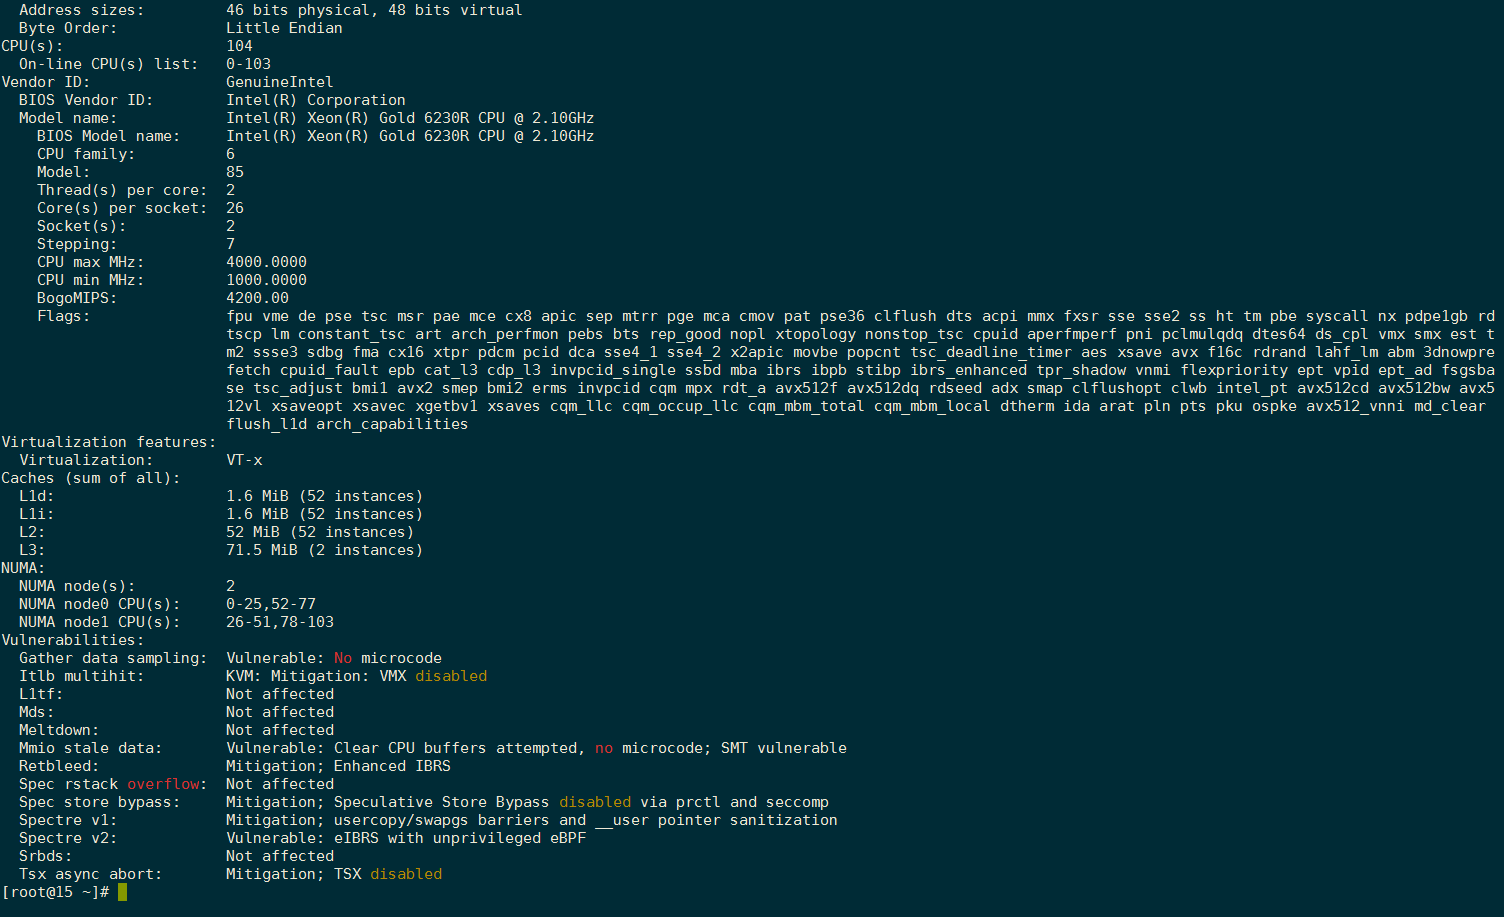 Address sizes: 46 bits physical, 48 bits virtual
Byte Order: Little Endian
CPU(s): 104
On-line CPU(s) list: 0-103
Vendor ID: GenuineIntel
BIOS Vendor ID: Intel(R) Corporation
Model name: Intel(R) Xeon(R) Gold 6230R CPU @ 2.10GHz
BIOS Model name: Intel(R) Xeon(R) Gold 6230R CPU @ 2.10GHz
CPU family: 6
Model: 85
Thread(s) per core: 2
Core(s) per socket: 26
Socket(s): 2
Stepping: 7
CPU max MHz: 4000.0000
CPU min MHz: 1000.0000
BogoMIPS: 4200.00
Flags: fpu vme de pse tsc msr pae mce cx8 apic sep mtrr pge mca cmov pat pse36 clflush dts acpi mmx fxsr sse sse2 ss ht tm pbe syscall nx pdpe1gb rd
tscp lm constant_tsc art arch_perfmon pebs bts rep_good nopl xtopology nonstop_tsc cpuid aperfmperf pni pclmulqdq dtes64 ds_cpl vmx smx est t
m2 ssse3 sdbg fma cx16 xtpr pdcm pcid dca sse4_1 sse4_2 x2apic movbe popcnt tsc_deadline_timer aes xsave avx f16c rdrand lahf_lm abm 3dnowpre
fetch cpuid_fault epb cat_l3 cdp_l3 invpcid_single ssbd mba ibrs ibpb stibp ibrs_enhanced tpr_shadow vnmi flexpriority ept vpid ept_ad fsgsba
se tsc_adjust bmi1 avx2 smep bmi2 erms invpcid cqm mpx rdt_a avx512f avx512dq rdseed adx smap clflushopt clwb intel_pt avx512cd avx512bw avx5
12vl xsaveopt xsavec xgetbv1 xsaves cqm_llc cqm_occup_llc cqm_mbm_total cqm_mbm_local dtherm ida arat pln pts pku ospke avx512_vnni md_clear
flush_l1d arch_capabilities
Virtualization features:
Virtualization: VT-x
Caches (sum of all):
L1d: 1.6 MiB (52 instances)
L1i: 1.6 MiB (52 instances)
L2: 52 MiB (52 instances)
L3: 71.5 MiB (2 instances)
NUMA:
NUMA node(s): 2
NUMA node0 CPU(s): 0-25,52-77
NUMA node1 CPU(s): 26-51,78-103
Vulnerabilities:
Gather data sampling: Vulnerable: No microcode
Itlb multihit: KVM: Mitigation: VMX disabled
L1tf: Not affected
Mds: Not affected
Meltdown: Not affected
Mmio stale data: Vulnerable: Clear CPU buffers attempted, no microcode; SMT vulnerable
Retbleed: Mitigation; Enhanced IBRS
Spec rstack overflow: Not affected
Spec store bypass: Mitigation; Speculative Store Bypass disabled via prctl and seccomp
Spectre v1: Mitigation; usercopy/swapgs barriers and __user pointer sanitization
Spectre v2: Vulnerable: eIBRS with unprivileged eBPF
Srbds: Not affected
Tsx async abort: Mitigation; TSX disabled
[root@15 ~]#